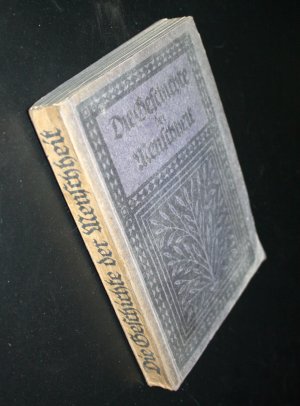 Die Geschichte
der
Menschheit
Die Geschichte der Menschheit